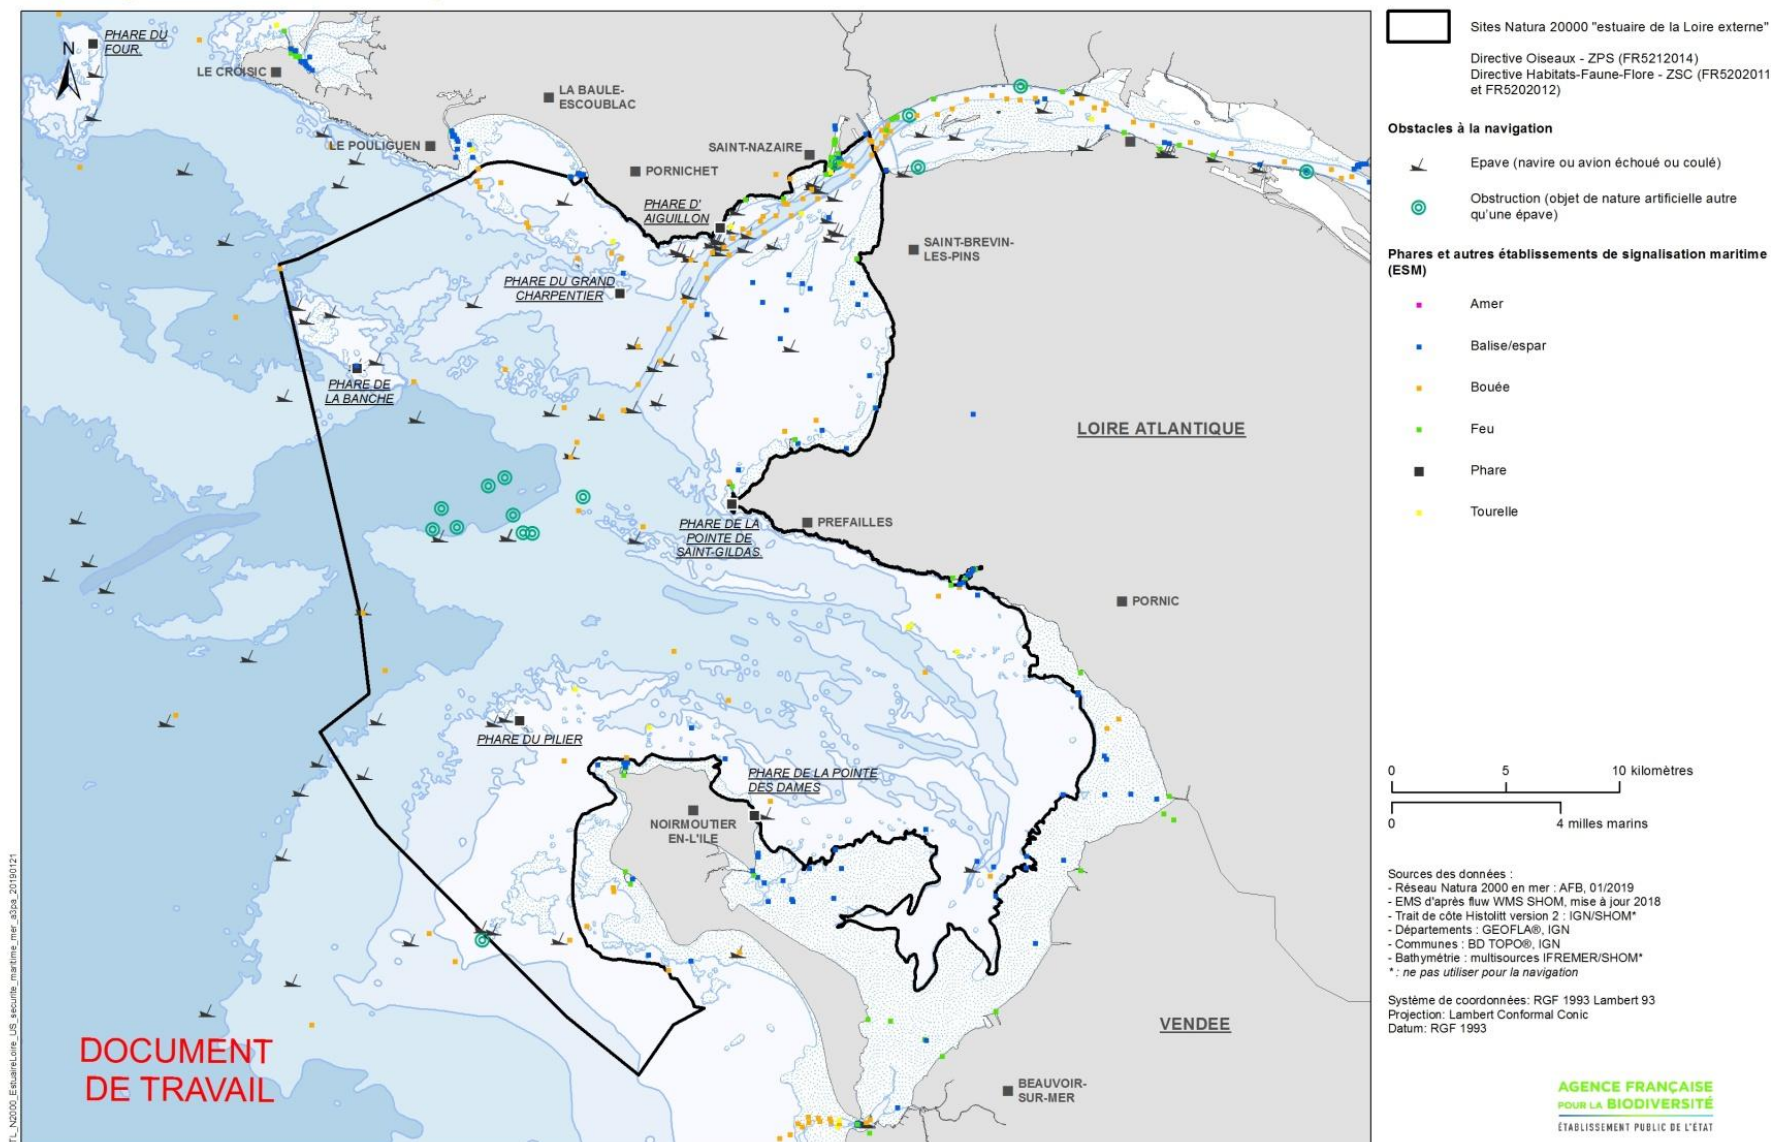 PHARE DU
FOUR.
N
LE CROISIC
LA BAULE-
ESCOUBLAC
LE POULIGUEN
SAINT-NAZAIRE
PORNICHET
PHARE D'
AIGUILLON
SAINT-BREVIN-
LES-PINS
PHARE DU GRAND
CHARPENTIER
PHARE DE
LA BANCHE
LOIRE ATLANTIQUE
PHARE DE LA
POINTE DE
SAINT-GILDAS.
PREFAILLES
PORNIC
PHARE DU PILIER
PHARE DE LA POINTE
DES DAMES
NOIRMOUTIER
EN-L'ILE
VENDEE
BEAUVOIR-
SUR-MER
DOCUMENT
DE TRAVAIL
TL_N2000_EstuaireLoire_US_securite_maritime_mer_a3pa_20190121
Sites Natura 20000 "estuaire de la Loire externe"
Directive Oiseaux - ZPS (FR5212014)
Directive Habitats-Faune-Flore - ZSC (FR5202011
et FR5202012)
Obstacles à la navigation
Epave (navire ou avion échoué ou coulé)
Obstruction (objet de nature artificielle autre
qu'une épave)
Phares et autres établissements de signalisation maritime
(ESM)
Amer
Balise/espar
Bouée
Feu
Phare
Tourelle
0 5 10 kilomètres
0 4 milles marins
Sources des données :
- Réseau Natura 2000 en mer : AFB, 01/2019
- EMS d'après fluw WMS SHOM, mise à jour 2018
- Trait de côte Histolitt version 2 : IGN/SHOM*
- Départements : GEOFLA®, IGN
- Communes : BD TOPO®, IGN
- Bathymétrie : multisources IFREMER/SHOM*
* : ne pas utiliser pour la navigation
Système de coordonnées: RGF 1993 Lambert 93
Projection: Lambert Conformal Conic
Datum: RGF 1993
AGENCE FRANÇAISE
POUR LA BIODIVERSITÉ
ÉTABLISSEMENT PUBLIC DE L'ÉTAT